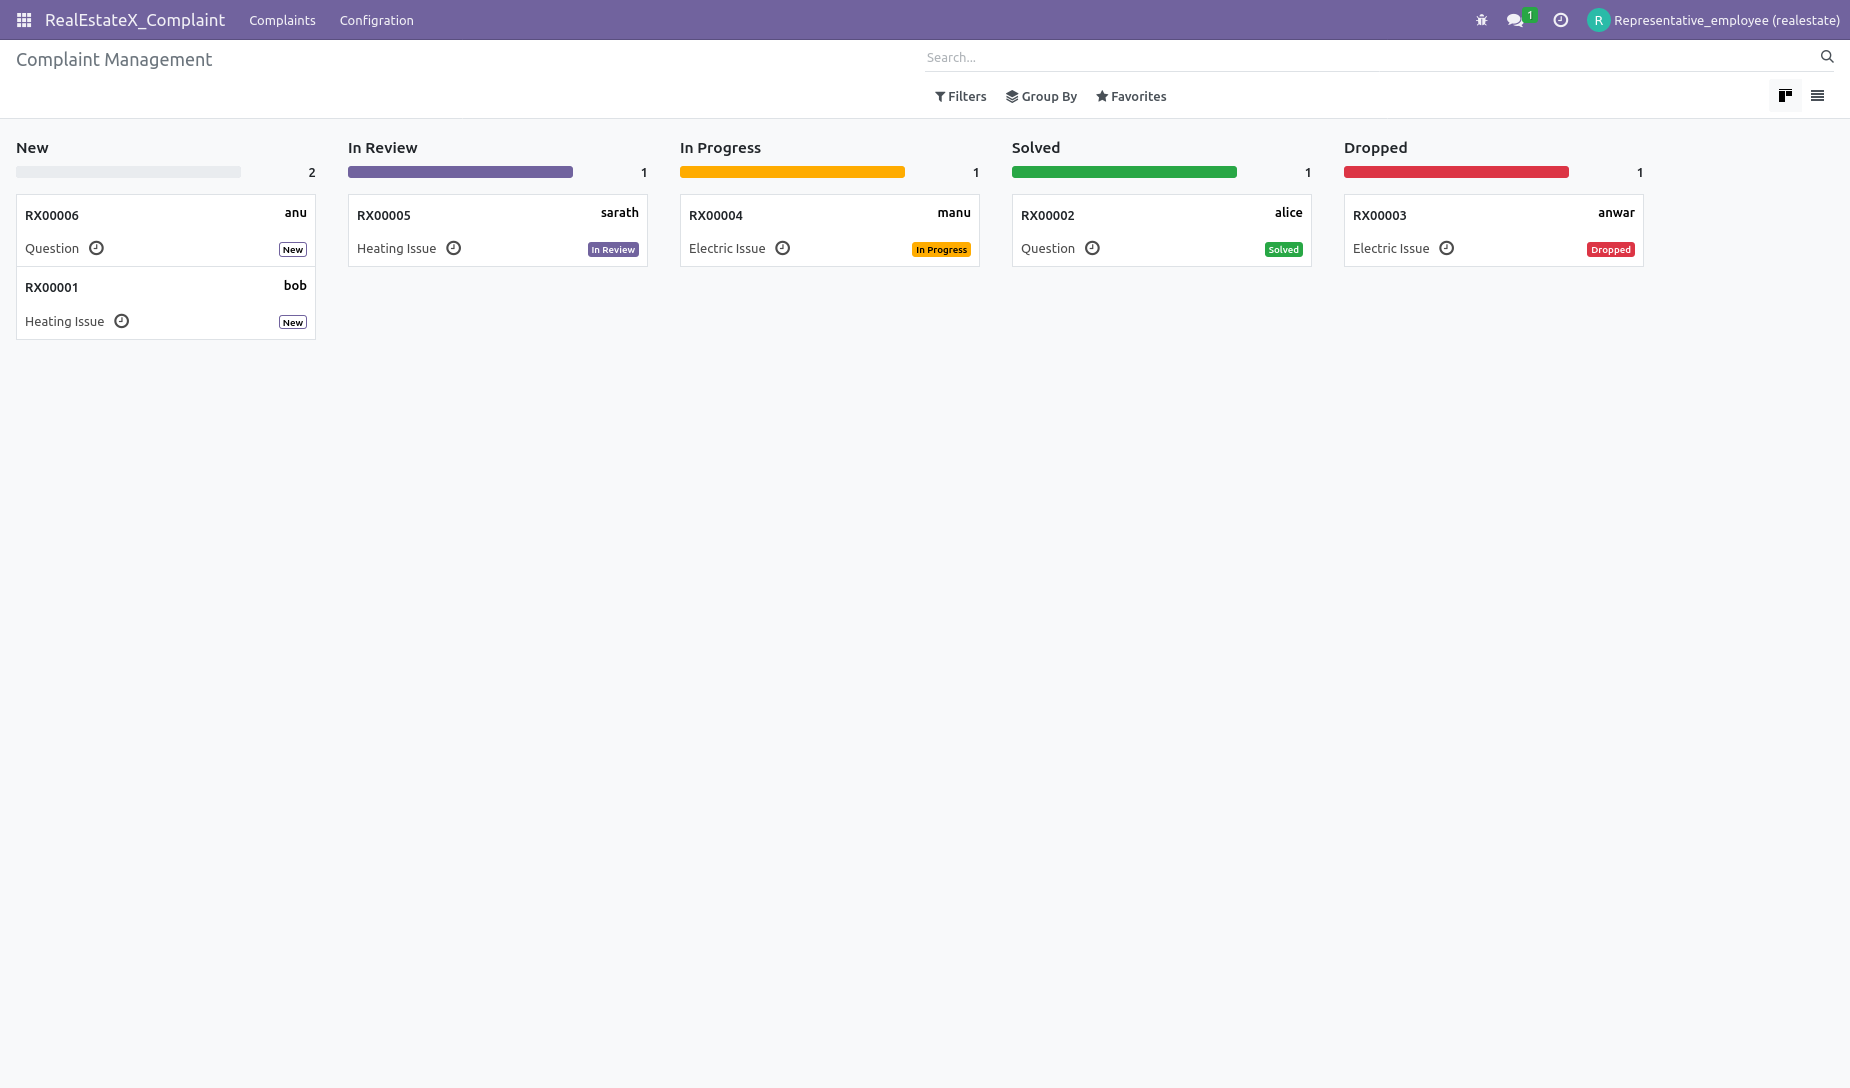 RealEstateX_Complaint Complaints Configration 1 R Representative_employee (realestate)
Complaint Management
Search...
Filters Group By Favorites
New
2
RX00006 anu
Question New
RX00001 bob
Heating Issue New
In Review
1
RX00005 sarath
Heating Issue In Review
In Progress
1
RX00004 manu
Electric Issue In Progress
Solved
1
RX00002 alice
Question Solved
Dropped
1
RX00003 anwar
Electric Issue Dropped